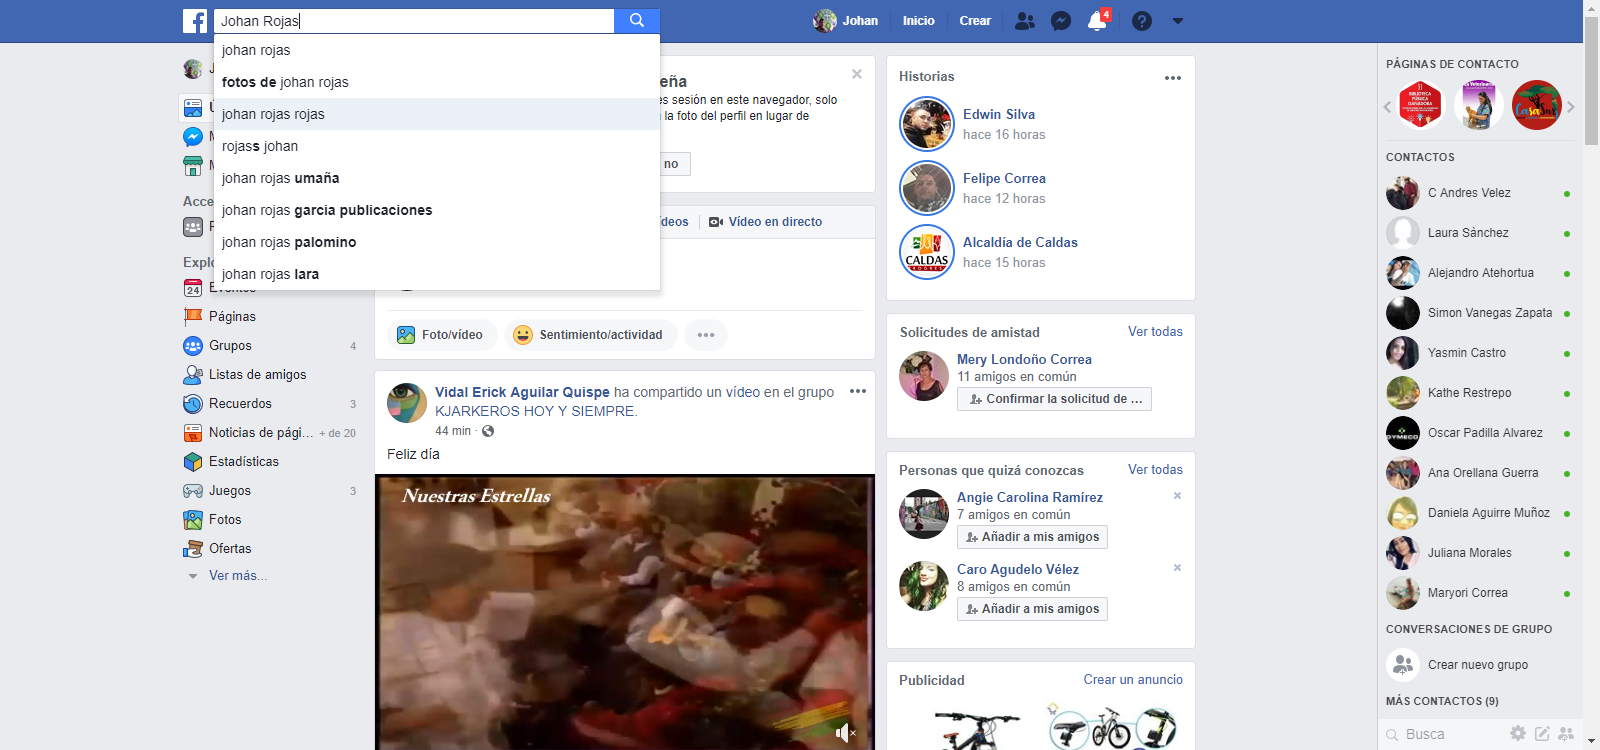 Johan Rojas
Johan
Inicio
Crear
4
johan rojas
fotos de johan rojas
johan rojas rojas
rojass johan
johan rojas umaña
johan rojas garcia publicaciones
johan rojas palomino
johan rojas lara
Acce
Explo
24
Eventos
Páginas
Grupos 4
Listas de amigos
Recuerdos 3
Noticias de pági... + de 20
Estadísticas
Juegos 3
Fotos
Ofertas
Ver más...
eña
es sesión en este navegador, solo
la foto del perfil en lugar de
no
ídeos
Vídeo en directo
Foto/vídeo
Sentimiento/actividad
Vidal Erick Aguilar Quispe ha compartido un vídeo en el grupo
KJARKEROS HOY Y SIEMPRE.
44 min ·
Feliz día
Nuestras Estrellas
Historias
Edwin Silva
hace 16 horas
Felipe Correa
hace 12 horas
CALDAS
Alcaldía de Caldas
hace 15 horas
Solicitudes de amistad Ver todas
Mery Londoño Correa
11 amigos en común
Confirmar la solicitud de ...
Personas que quizá conozcas Ver todas
Angie Carolina Ramírez
7 amigos en común
Añadir a mis amigos
Caro Agudelo Vélez
8 amigos en común
Añadir a mis amigos
Publicidad Crear un anuncio
PÁGINAS DE CONTACTO
BIBLIOTECA
PÚBLICA
GANADORA
CasaSur
CONTACTOS
C Andres Velez
Laura Sánchez
Alejandro Atehortua
Simon Vanegas Zapata
Yasmin Castro
Kathe Restrepo
GYMECO
Oscar Padilla Alvarez
Ana Orellana Guerra
Daniela Aguirre Muñoz
Juliana Morales
Maryori Correa
CONVERSACIONES DE GRUPO
Crear nuevo grupo
MÁS CONTACTOS (9)
Busca